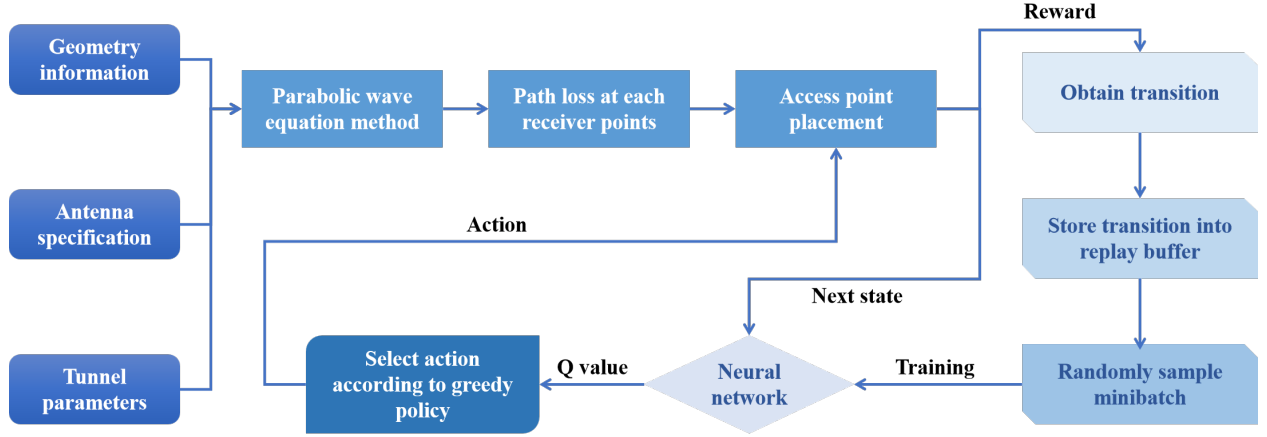 Reward
Geometry
information
Parabolic wave
equation method
Path loss at each
receiver points
Access point
placement
Obtain transition
Antenna
specification
Action
Store transition into
replay buffer
Next state
Tunnel
parameters
Select action
according to greedy
policy
Q value
Neural
network
Training
Randomly sample
minibatch